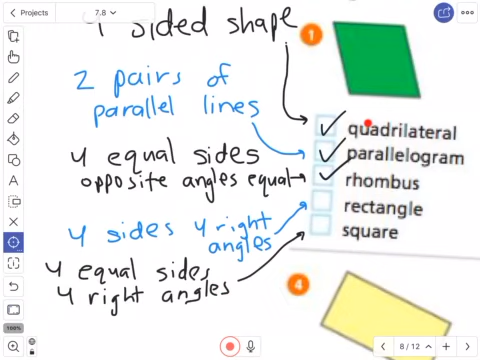 Projects
7.8
4 sided shape
1
2 pairs of
parallel lines
quadrilateral
4 equal sides
parallelogram
opposite angles equal
rhombus
4 sides 4 right
angles
rectangle
4 equal sides
square
4 right angles
4
100%
8 / 12